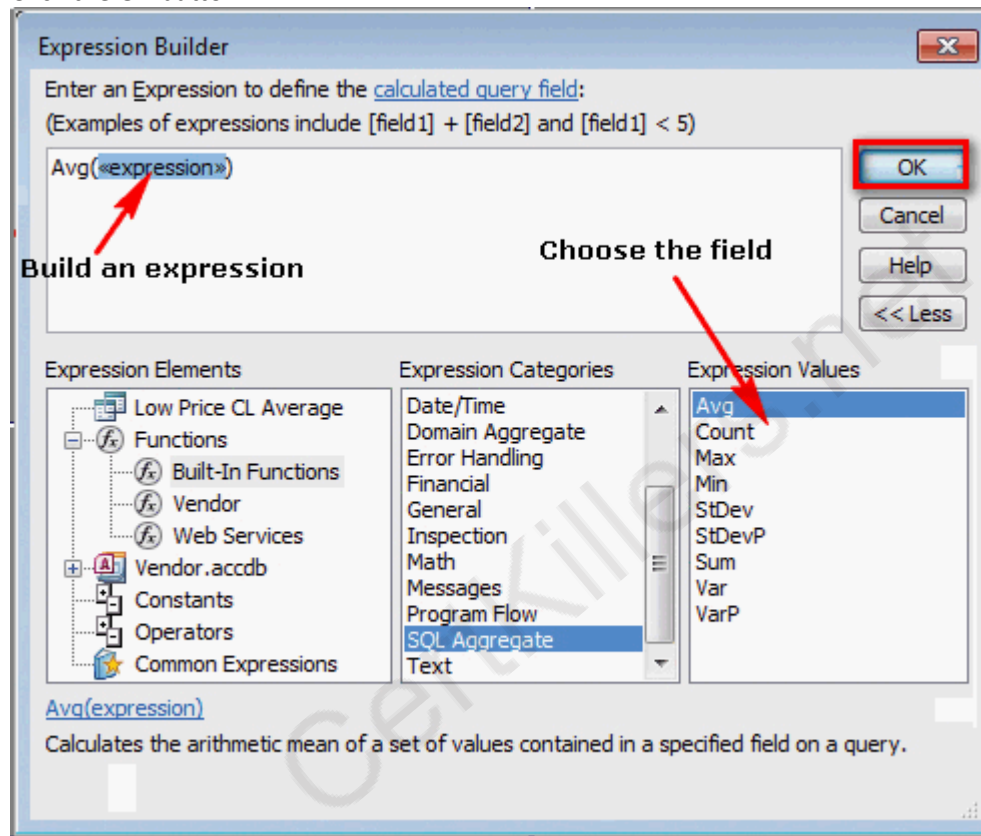 Expression Builder
Enter an Expression to define the calculated query field:
(Examples of expressions include [field1] + [field2] and [field1] < 5)
Avg(«expression»)
OK
Cancel
Build an expression
Choose the field
Help
<< Less
Expression Elements
Expression Categories
Expression Values
Low Price CL Average
Functions
Built-In Functions
Vendor
Web Services
Vendor.accdb
Constants
Operators
Common Expressions
Date/Time
Domain Aggregate
Error Handling
Financial
General
Inspection
Math
Messages
Program Flow
SQL Aggregate
Text
Avg
Count
Max
Min
StDev
StDevP
Sum
Var
VarP
Avg(expression)
Calculates the arithmetic mean of a set of values contained in a specified field on a query.
CertKillers.net